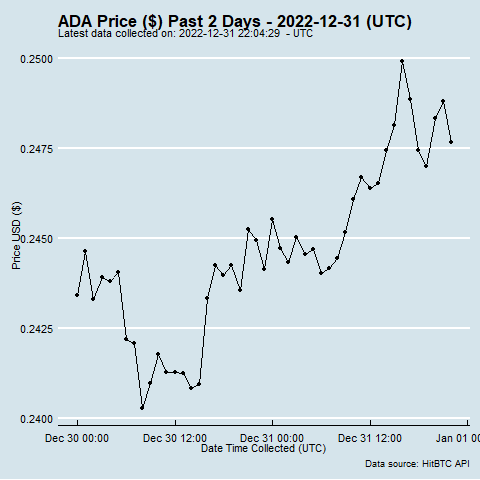 ADA Price ($) Past 2 Days - 2022-12-31 (UTC)
Latest data collected on: 2022-12-31 22:04:29 - UTC
0.2500
0.2475
0.2450
0.2425
0.2400
Price USD ($)
Dec 30 00:00 Dec 30 12:00 Dec 31 00:00 Dec 31 12:00 Jan 01 0
Date Time Collected (UTC)
Data source: HitBTC API